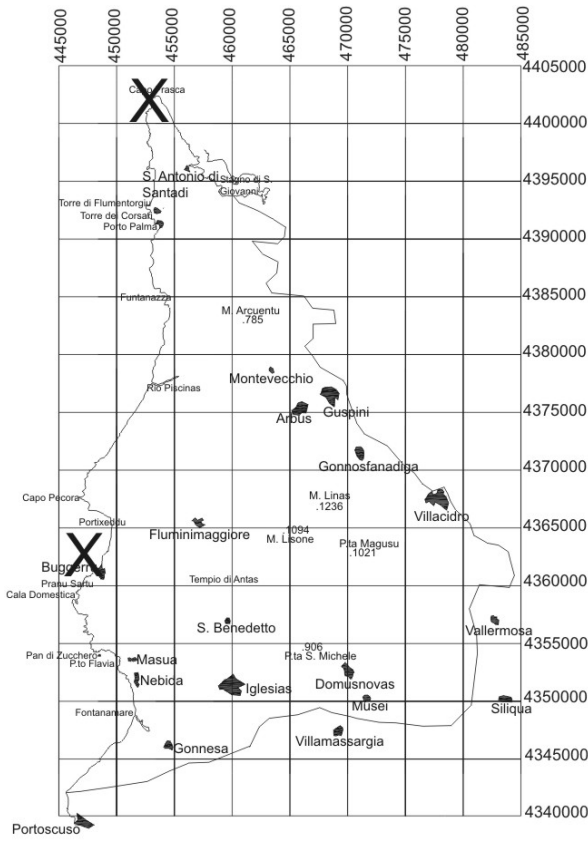 445000
450000
455000
460000
465000
470000
475000
480000
485000
4405000
Capo Frasca
X
4400000
S. Antonio di
Santadi
Stagno di S.
Giovanni
4395000
Torre di Flumentorgiu
Torre dei Corsari
Porto Palma
4390000
Funtanazza
4385000
M. Arcuentu
.785
4380000
Montevecchio
Rio Piscinas
4375000
Arbus
Guspini
Gonnosfanadiga
4370000
Capo Pecora
M. Linas
.1236
Villacidro
Portixeddu
4365000
Fluminimaggiore
.1094
M. Lisone
P.ta Magusu
.1021
X
Buggerru
4360000
Pranu Sartu
Cala Domestica
Tempio di Antas
S. Benedetto
Vallermosa
4355000
Pan di Zucchero
P.to Flavia
Masua
.906
P.ta S. Michele
Nebida
Iglesias
Domusnovas
Musei
4350000
Siliqua
Fontanamare
Gonnesa
Villamassargia
4345000
4340000
Portoscuso